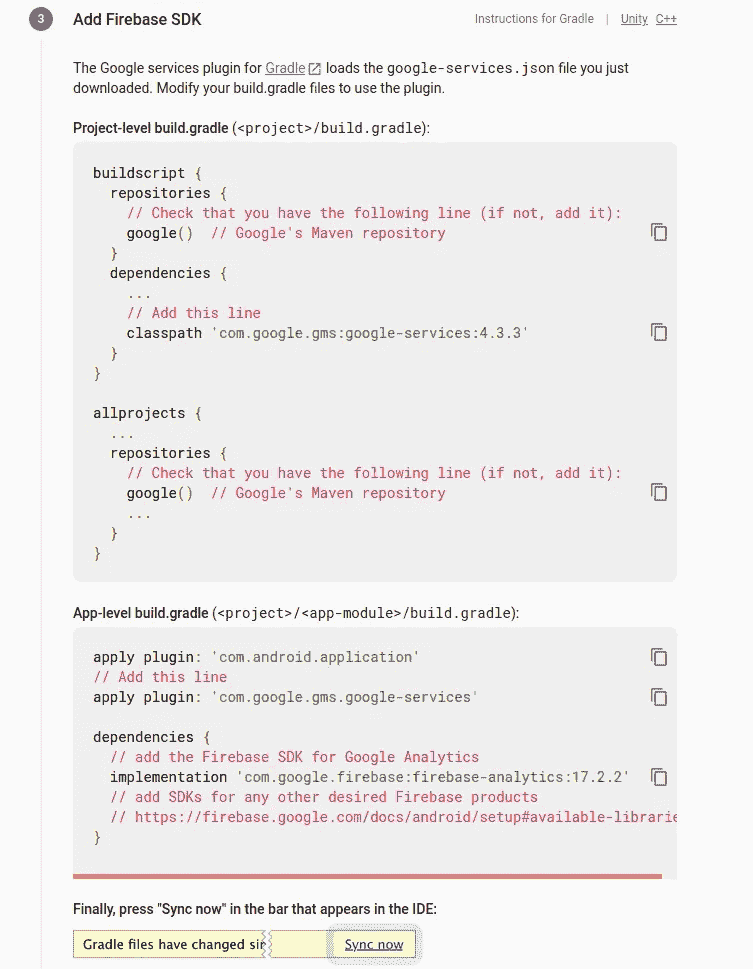 3 Add Firebase SDK Instructions for Gradle | Unity C++
The Google services plugin for Gradle loads the google-services.json file you just
downloaded. Modify your build.gradle files to use the plugin.
Project-level build.gradle (<project>/build.gradle):
buildscript {
  repositories {
    // Check that you have the following line (if not, add it):
    google()  // Google's Maven repository
  }
  dependencies {
    ...
    // Add this line
    classpath 'com.google.gms:google-services:4.3.3'
  }
}
allprojects {
  ...
  repositories {
    // Check that you have the following line (if not, add it):
    google()  // Google's Maven repository
    ...
  }
}
App-level build.gradle (<project>/<app-module>/build.gradle):
apply plugin: 'com.android.application'
// Add this line
apply plugin: 'com.google.gms.google-services'
dependencies {
  // add the Firebase SDK for Google Analytics
  implementation 'com.google.firebase:firebase-analytics:17.2.2'
  // add SDKs for any other desired Firebase products
  // https://firebase.google.com/docs/android/setup#available-librarie
}
Finally, press "Sync now" in the bar that appears in the IDE:
Gradle files have changed sin Sync now